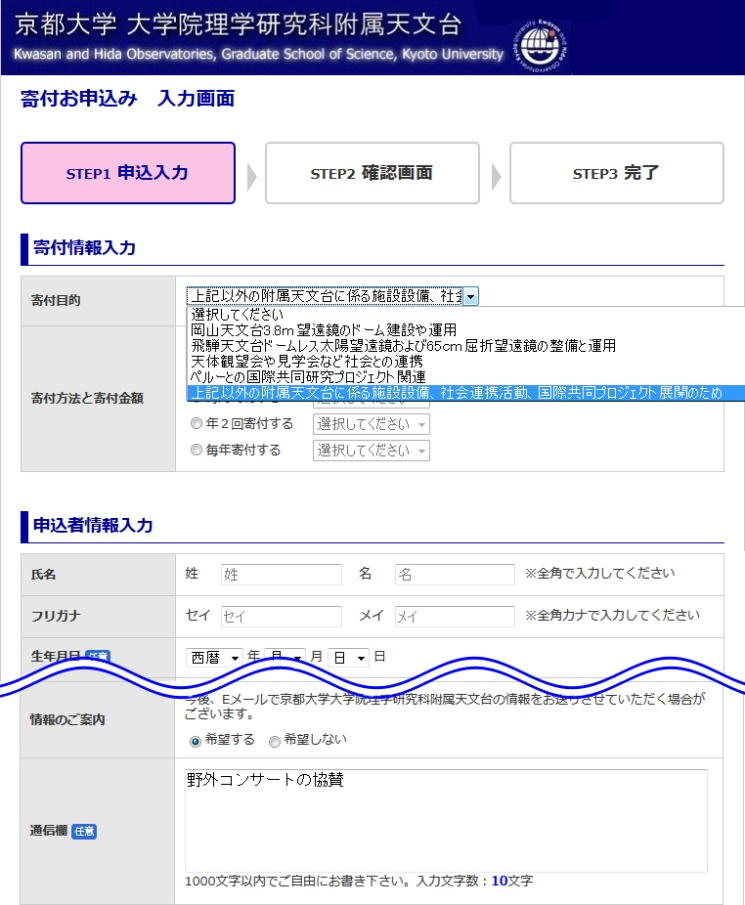 京都大学 大学院理学研究科附属天文台
Kwasan and Hida Observatories, Graduate School of Science, Kyoto University
寄付お申込み 入力画面
STEP1 申込入力
STEP2 確認画面
STEP3 完了
寄付情報入力
寄付目的
上記以外の附属天文台に係る施設設備、社会
選択してください
岡山天文台3.8m望遠鏡のドーム建設や運用
飛騨天文台ドームレス太陽望遠鏡および65cm屈折望遠鏡の整備と運用
天体観望会や見学会など社会との連携
ペルーとの国際共同研究プロジェクト関連
上記以外の附属天文台に係る施設設備、社会連携活動、国際共同プロジェクト展開のため
寄付方法と寄付金額
年２回寄付する 選択してください
毎年寄付する 選択してください
申込者情報入力
氏名 姓 姓 名 名 ※全角で入力してください
フリガナ セイ セイ メイ メイ ※全角カナで入力してください
生年月日 任意 西暦 年 月 月 日 日
情報のご案内
今後、Eメールで京都大学大学院理学研究科附属天文台の情報をお送りさせていただく場合が
ございます。
希望する 希望しない
通信欄 任意
野外コンサートの協賛
1000文字以内でご自由にお書き下さい。入力文字数：10文字